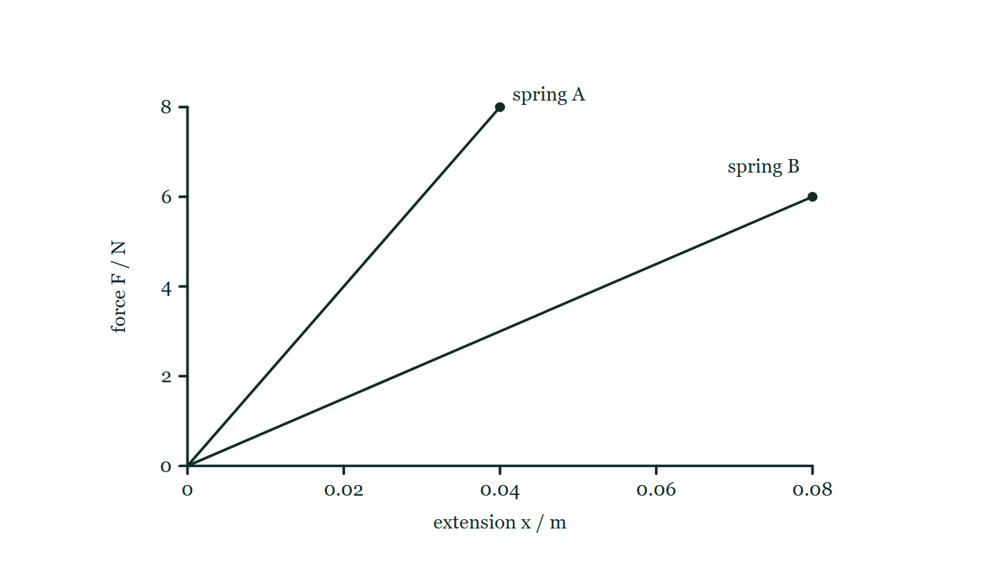 spring A
8
spring B
6
force F / N
4
2
0
0 0.02 0.04 0.06 0.08
extension x / m